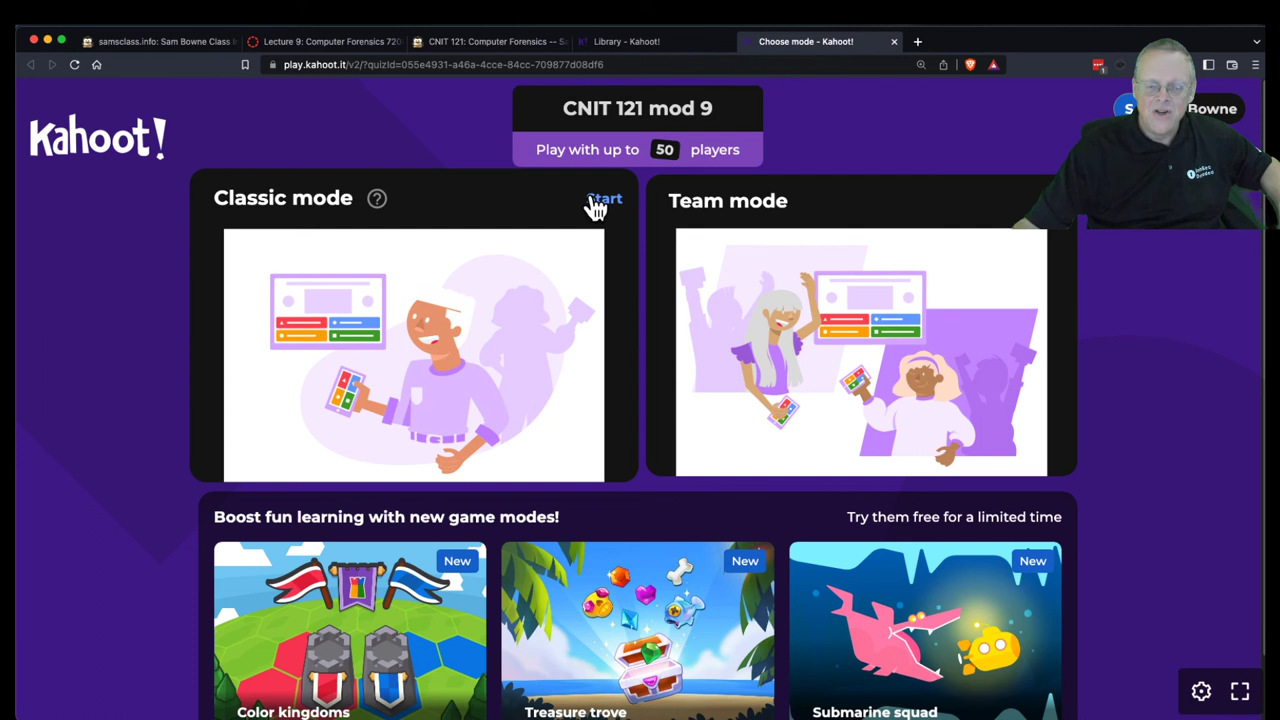 samsclass.info: Sam Bowne Class I
Lecture 9: Computer Forensics 720
CNIT 121: Computer Forensics -- Sa
Library - Kahoot!
Choose mode - Kahoot!
play.kahoot.it/v2/?quizId=055e4931-a46a-4cce-84cc-709877d08df6
1
Kahoot!
CNIT 121 mod 9
Play with up to 50 players
S
Bowne
Classic mode ?
Start
Team mode
Boost fun learning with new game modes!
Try them free for a limited time
New
New
New
Color kingdoms
Treasure trove
Submarine squad